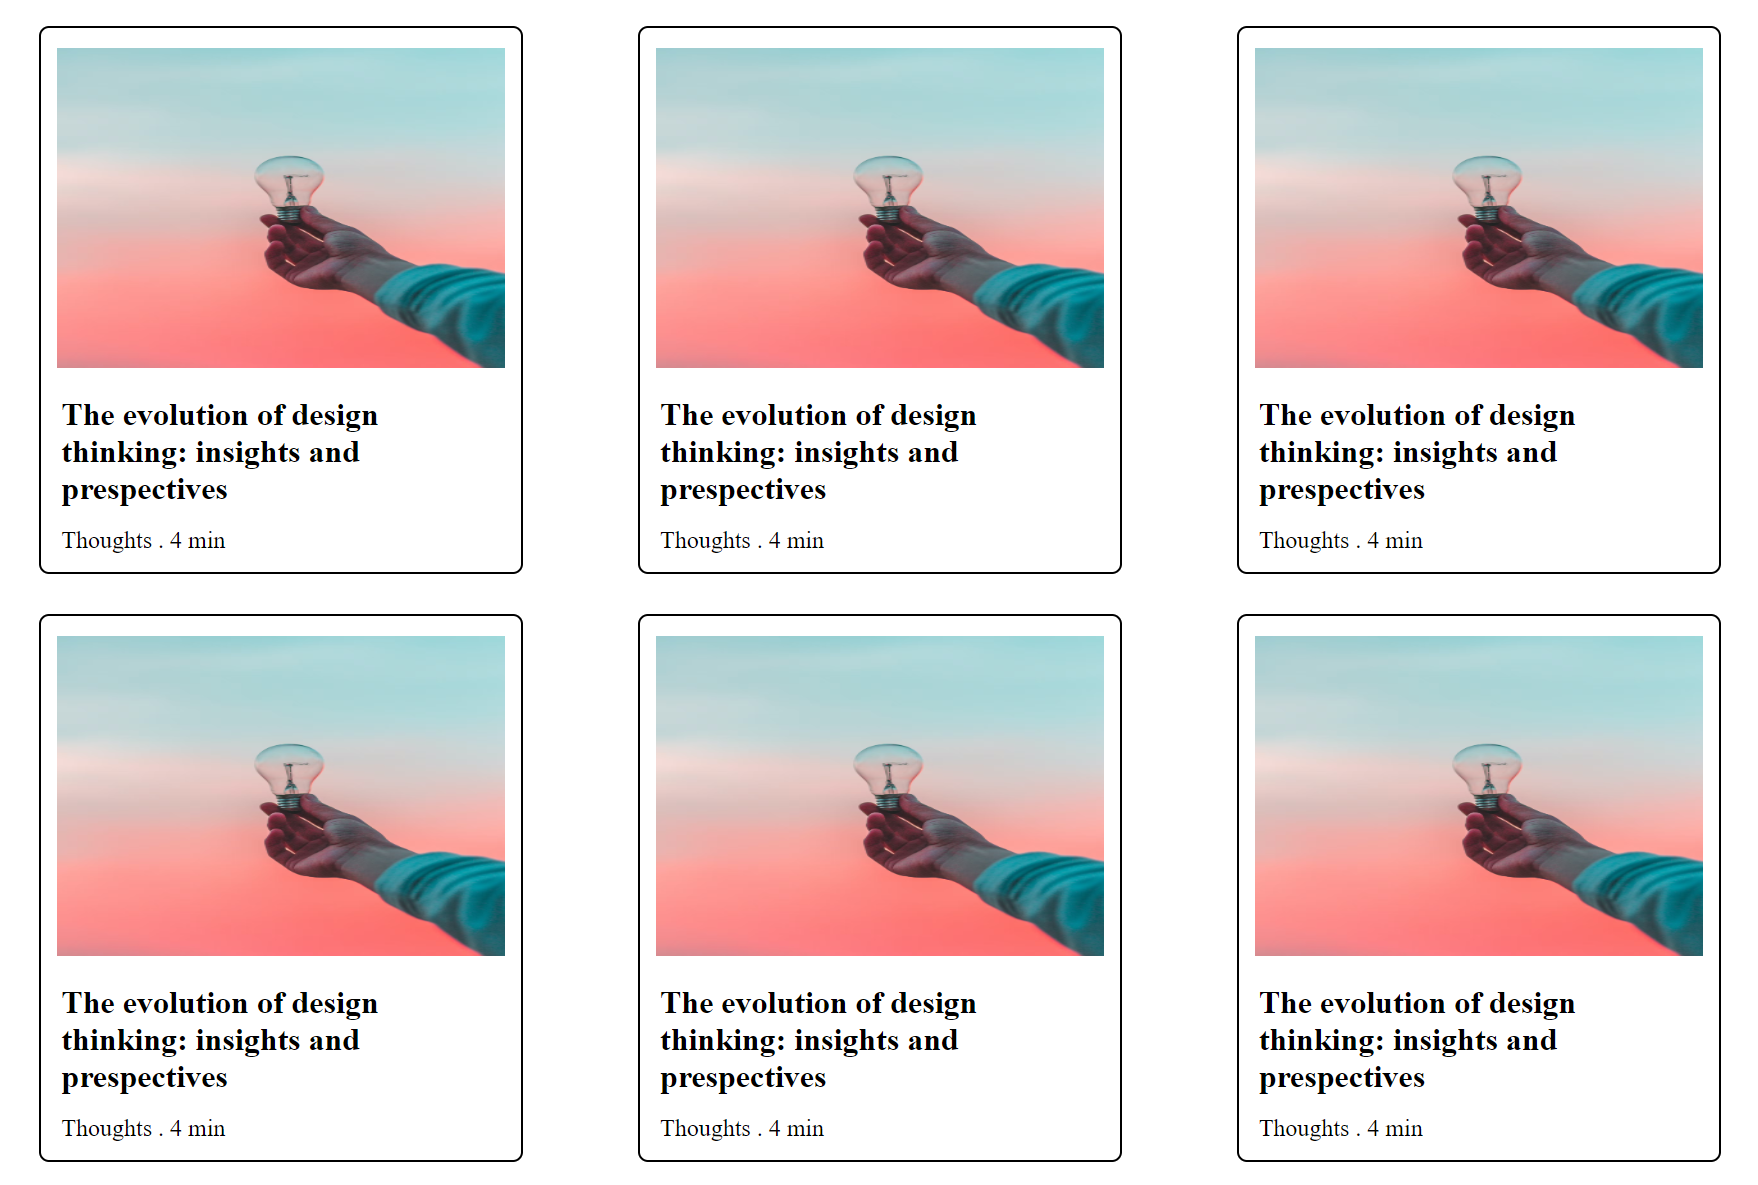 The evolution of design
thinking: insights and
prespectives
Thoughts . 4 min
The evolution of design
thinking: insights and
prespectives
Thoughts . 4 min
The evolution of design
thinking: insights and
prespectives
Thoughts . 4 min
The evolution of design
thinking: insights and
prespectives
Thoughts . 4 min
The evolution of design
thinking: insights and
prespectives
Thoughts . 4 min
The evolution of design
thinking: insights and
prespectives
Thoughts . 4 min